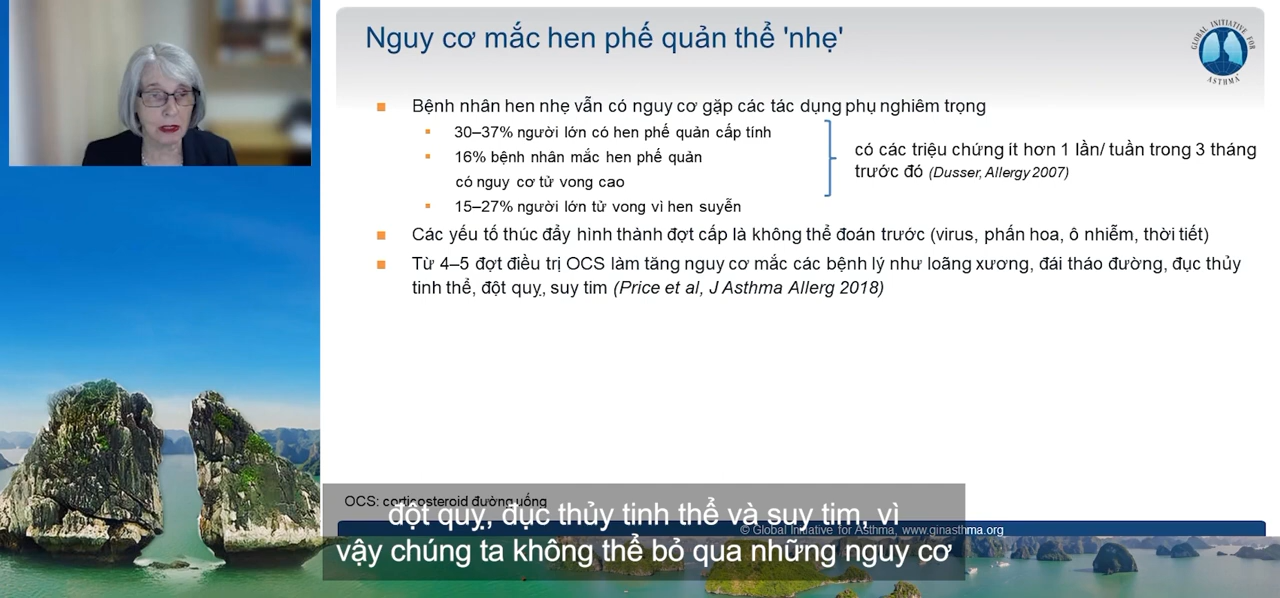 Nguy cơ mắc hen phế quản thể 'nhẹ'
GLOBAL INITIATIVE FOR ASTHMA
Bệnh nhân hen nhẹ vẫn có nguy cơ gặp các tác dụng phụ nghiêm trọng
30–37% người lớn có hen phế quản cấp tính
16% bệnh nhân mắc hen phế quản
có nguy cơ tử vong cao
15–27% người lớn tử vong vì hen suyễn
có các triệu chứng ít hơn 1 lần/ tuần trong 3 tháng
trước đó (Dusser, Allergy 2007)
Các yếu tố thúc đẩy hình thành đợt cấp là không thể đoán trước (virus, phấn hoa, ô nhiễm, thời tiết)
Từ 4–5 đợt điều trị OCS làm tăng nguy cơ mắc các bệnh lý như loãng xương, đái tháo đường, đục thủy
tinh thể, đột quỵ, suy tim (Price et al, J Asthma Allerg 2018)
OCS: corticosteroid đường uống
© Global Initiative for Asthma, www.ginasthma.org
đột quỵ, đục thủy tinh thể và suy tim, vì
vậy chúng ta không thể bỏ qua những nguy cơ